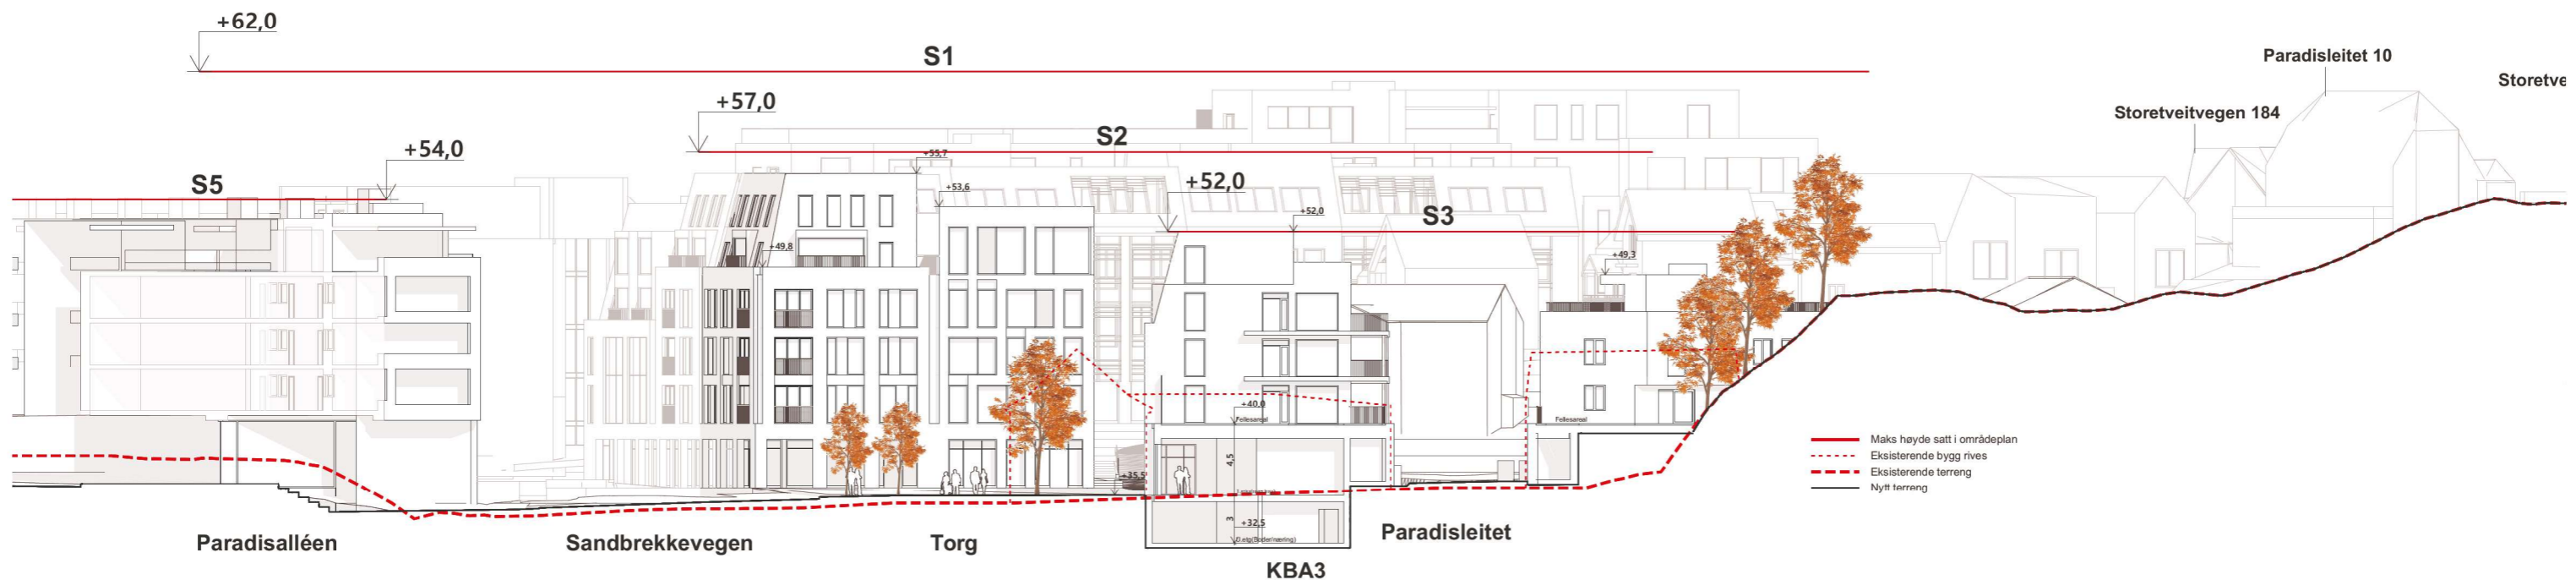 +62,0
S1
Paradisleitet 10
Storetve
+57,0
Storetveitvegen 184
S2
+54,0
+55,7
S5
+52,0
+53,6
S3
+52,0
+49,8
+49,3
+40,0
Fellesareal
Fellesareal
Maks høyde satt i områdeplan
Eksisterende bygg rives
4,5
Eksisterende terreng
+35,5
Nytt terreng
3
+32,5
Paradisalléen
Sandbrekkevegen
Torg
Paradisleitet
KBA3